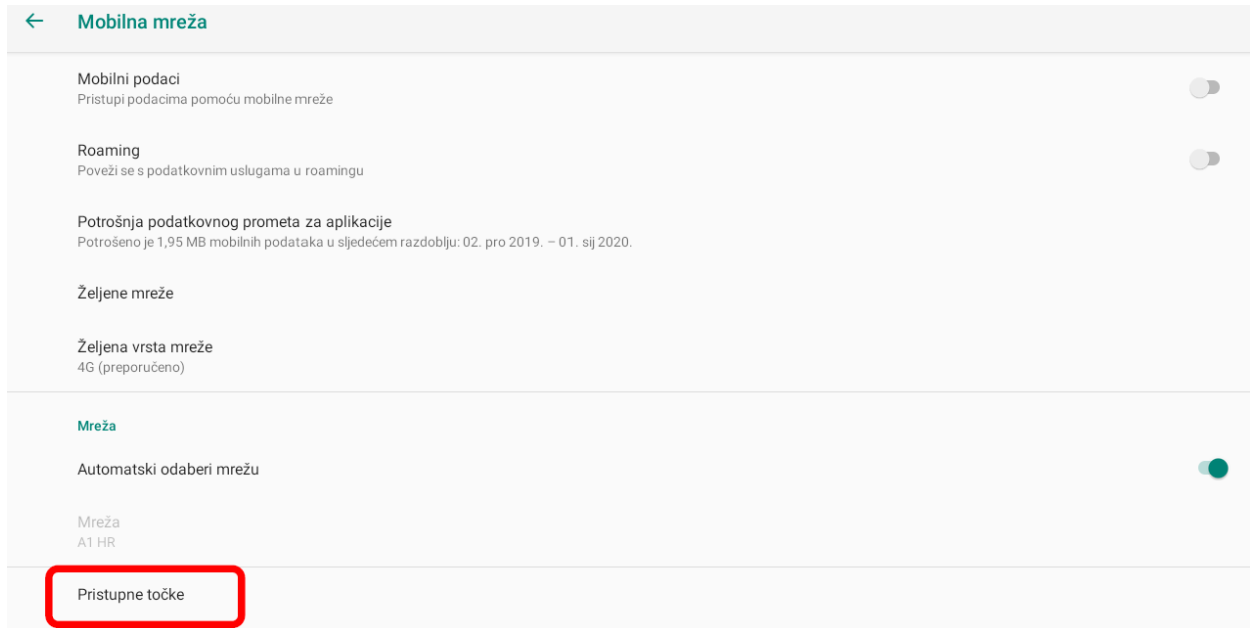 Mobilna mreža
Mobilni podaci
Pristupi podacima pomoću mobilne mreže
Roaming
Poveži se s podatkovnim uslugama u roamingu
Potrošnja podatkovnog prometa za aplikacije
Potrošeno je 1,95 MB mobilnih podataka u sljedećem razdoblju: 02. pro 2019. – 01. sij 2020.
Željene mreže
Željena vrsta mreže
4G (preporučeno)
Mreža
Automatski odaberi mrežu
Mreža
A1 HR
Pristupne točke